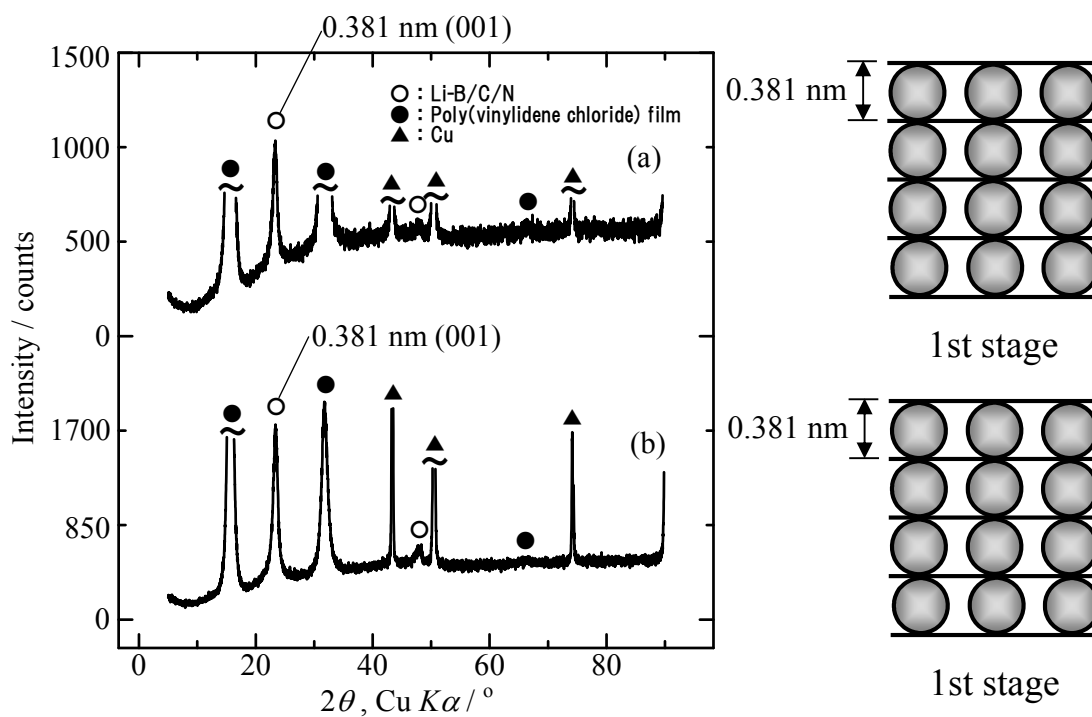 0.381 nm (001)
1500
1000
500
0
○ : Li-B/C/N
● : Poly(vinylidene chloride) film
▲ : Cu
(a)
0.381 nm (001)
1700
850
0
(b)
Intensity / counts
0 20 40 60 80
2θ , Cu Kα / °
0.381 nm
1st stage
0.381 nm
1st stage